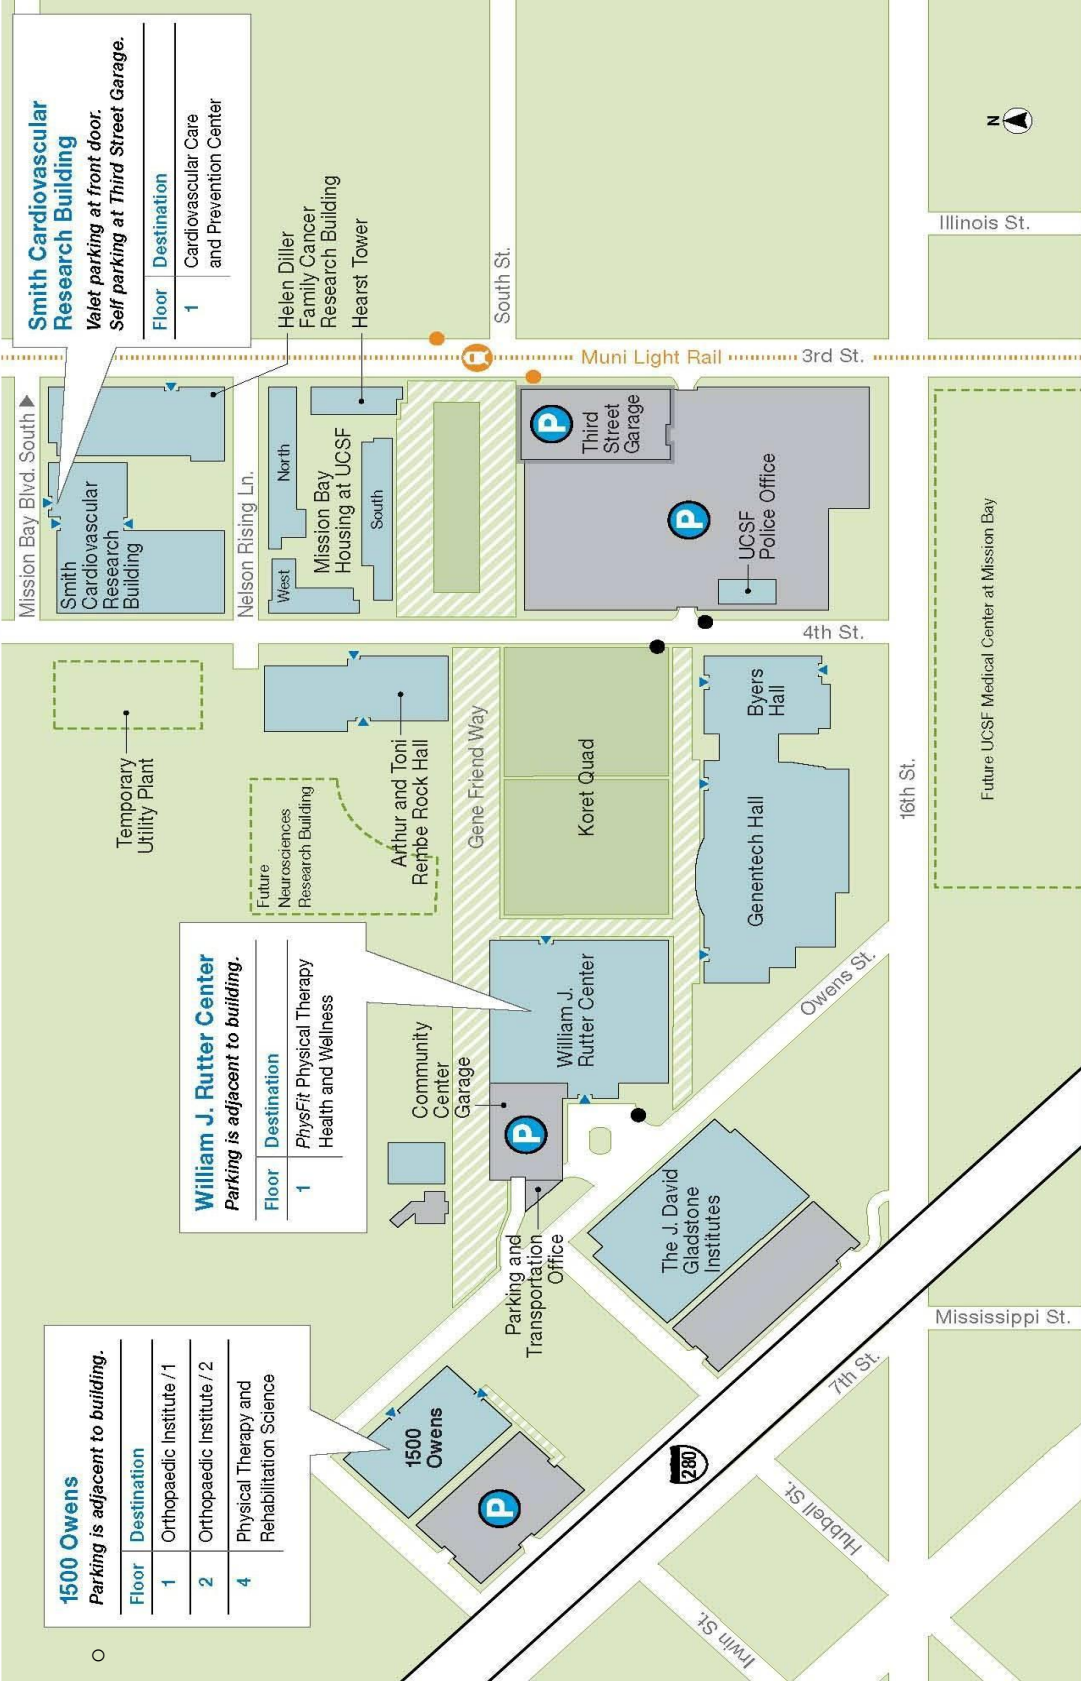 1500 Owens
Parking is adjacent to building.
Floor Destination
1 Orthopaedic Institute / 1
2 Orthopaedic Institute / 2
4 Physical Therapy and
Rehabilitation Science
William J. Rutter Center
Parking is adjacent to building.
Floor Destination
1 PhysFit Physical Therapy
Health and Wellness
Smith Cardiovascular
Research Building
Valet parking at front door.
Self parking at Third Street Garage.
Floor Destination
1 Cardiovascular Care
and Prevention Center
Mission Bay Blvd. South
Temporary
Utility Plant
Smith
Cardiovascular
Research
Building
Nelson Rising Ln.
Helen Diller
Family Cancer
Research Building
Hearst Tower
Future
Neurosciences
Research Building
Arthur and Toni
Rembe Rock Hall
West
North
Mission Bay
Housing at UCSF
South
Community
Center
Garage
Gene Friend Way
South St.
1500
Owens
P
Parking and
Transportation
Office
P
William J.
Rutter Center
Koret Quad
P
Third
Street
Garage
Muni Light Rail
The J. David
Gladstone
Institutes
Genentech Hall
Byers
Hall
P
UCSF
Police Office
280
Owens St.
4th St.
3rd St.
7th St.
Hubbell St.
Irwin St.
16th St.
Mississippi St.
Illinois St.
Future UCSF Medical Center at Mission Bay
N